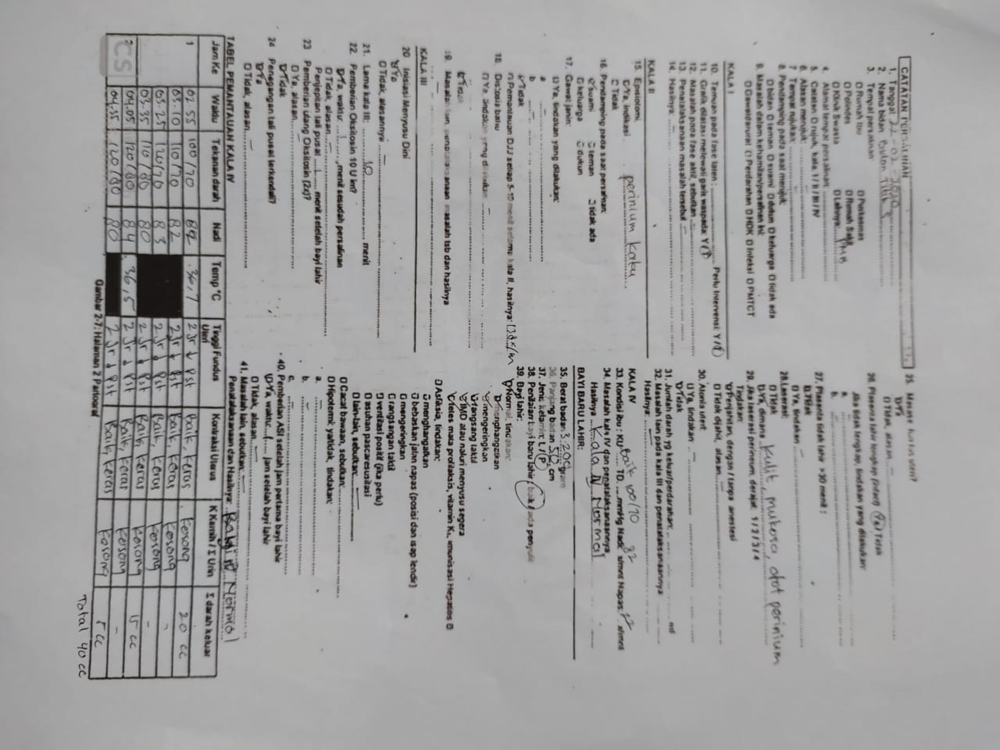 CATATAN PERSALINAN
1. Tanggal
2. Nama bidan
3. Tempat persalinan:
□ Rumah Ibu □ Puskesmas
□ Polindes □ Rumah Sakit
□ Klinik Swasta □ Lainnya: PMB
4. Alamat tempat persalinan:
5. Catatan: □ rujuk, kala: I / II / III / IV
6. Alasan merujuk:
7. Tempat rujukan:
8. Pendamping pada saat merujuk:
□ bidan □ teman □ suami □ dukun □ keluarga □ tidak ada
9. Masalah dalam kehamilan/persalinan ini:
□ Gawatdarurat □ Perdarahan □ HDK □ Infeksi □ PMTCT
KALA I
10. Temuan pada fase laten : ........ Perlu Intervensi: Y / T
11. Grafik dilatasi melewati garis waspada: Y / T
12. Masalah pada fase aktif, sebutkan: -
13. Penatalaksanaan masalah tersebut: -
14. Hasilnya: -
KALA II
15. Episiotomi
Ya, indikasi perinium kaku
□ Tidak
16. Pendamping pada saat persalinan:
suami □ teman □ tidak ada
□ keluarga □ dukun
17. Gawat janin:
□ Ya, tindakan yang dilakukan:
a. -
b. -
Tidak
□ Pemantauan DJJ setiap 5-10 menit selama kala II, hasilnya:
18. Distosia bahu
□ Ya, tindakan yang dilakukan: -
Tidak
19. Masalah lain, penatalaksanaan masalah tsb dan hasilnya
KALA III
20 Inisiasi Menyusu Dini
Ya
□ Tidak, alasannya -
21. Lama kala III: 10 menit
22. Pemberian Oksitosin 10 U im?
Ya, waktu: 1 menit sesudah persalinan
□ Tidak, alasan -
Penjepitan tali pusat 1 menit setelah bayi lahir
23 Pemberian ulang Oksitosin (2x)?
□ Ya, alasan -
Tidak
24 Penegangan tali pusat terkendali?
Ya
□ Tidak, alasan -
25. Masase fundus uteri?
Ya
□ Tidak, alasan -
26. Plasenta lahir lengkap (intact) Ya / Tidak
Jika tidak lengkap, tindakan yang dilakukan:
a. -
b. -
27. Plasenta tidak lahir >30 menit :
Tidak
□ Ya, tindakan -
28. Laserasi:
Ya, dimana kulit mukosa, otot perinium
□ Tidak
29. Jika laserasi perineum, derajat: 1 / 2 / 3 / 4
Tindakan:
Penjahitan, dengan / tanpa anestesi
□ Tidak dijahit, alasan -
30. Atonia uteri:
□ Ya, tindakan -
Tidak
31. Jumlah darah yg keluar/perdarahan: ml
32. Masalah lain pada kala III dan penatalaksanaannya
Hasilnya:
KALA IV
33. Kondisi ibu : KU baik TD 100/70 mmHg Nadi 82 x/mnt Napas x/mnt
34. Masalah kala IV dan penatalaksanaannya
Hasilnya Kala IV Normal
BAYI BARU LAHIR:
35. Berat badan 3200 gram
36. Panjang badan 50 cm
37. Jenis kelamin: L / P
38. Penilaian bayi baru lahir: baik / ada penyulit
39. Bayi lahir:
Normal, tindakan:
menghangatkan
mengeringkan
rangsang taktil
IMD atau naluri menyusu segera
tetes mata profilaksis, vitamin K₁, imunisasi Hepatitis B
□ Asfiksia, tindakan:
□ menghangatkan
□ bebaskan jalan napas (posisi dan isap lendir)
□ mengeringkan
□ rangsangan taktil
□ ventilasi positif (jika perlu)
□ asuhan pascaresusitasi
□ lain-lain, sebutkan: -
□ Cacat bawaan, sebutkan:
□ Hipotermi: ya/tidak, tindakan:
a. -
b. -
c. -
40. Pemberian ASI setelah jam pertama bayi lahir
Ya, waktu: 1 jam setelah bayi lahir
□ Tidak, alasan -
41. Masalah lain, sebutkan: -
Penatalaksanaan dan Hasilnya: Normal
TABEL PEMANTAUAN KALA IV
Jam Ke Waktu Tekanan darah Nadi Temp °C Tinggi Fundus Uteri Kontraksi Uterus K Kemih / Σ Urin Σ darah keluar
1 02.55 100/70 82 36,7 2 Jr ↓ Pst Baik, Keras Kosong 20 cc
03.10 110/70 82 2 Jr ↓ Pst Baik, Keras Kosong -
03.25 120/70 83 2 Jr ↓ Pst Baik, Keras Kosong -
03.35 110/80 80 2 Jr ↓ Pst Baik, Keras Kosong -
2 04.05 120/80 84 36,5 2 Jr ↓ Pst Baik, Keras Kosong 15 cc
04.35 120/80 80 2 Jr ↓ Pst Baik, Keras Kosong 5 cc
CS
Total 40 cc
Gambar 2-7: Halaman 2 Partograf